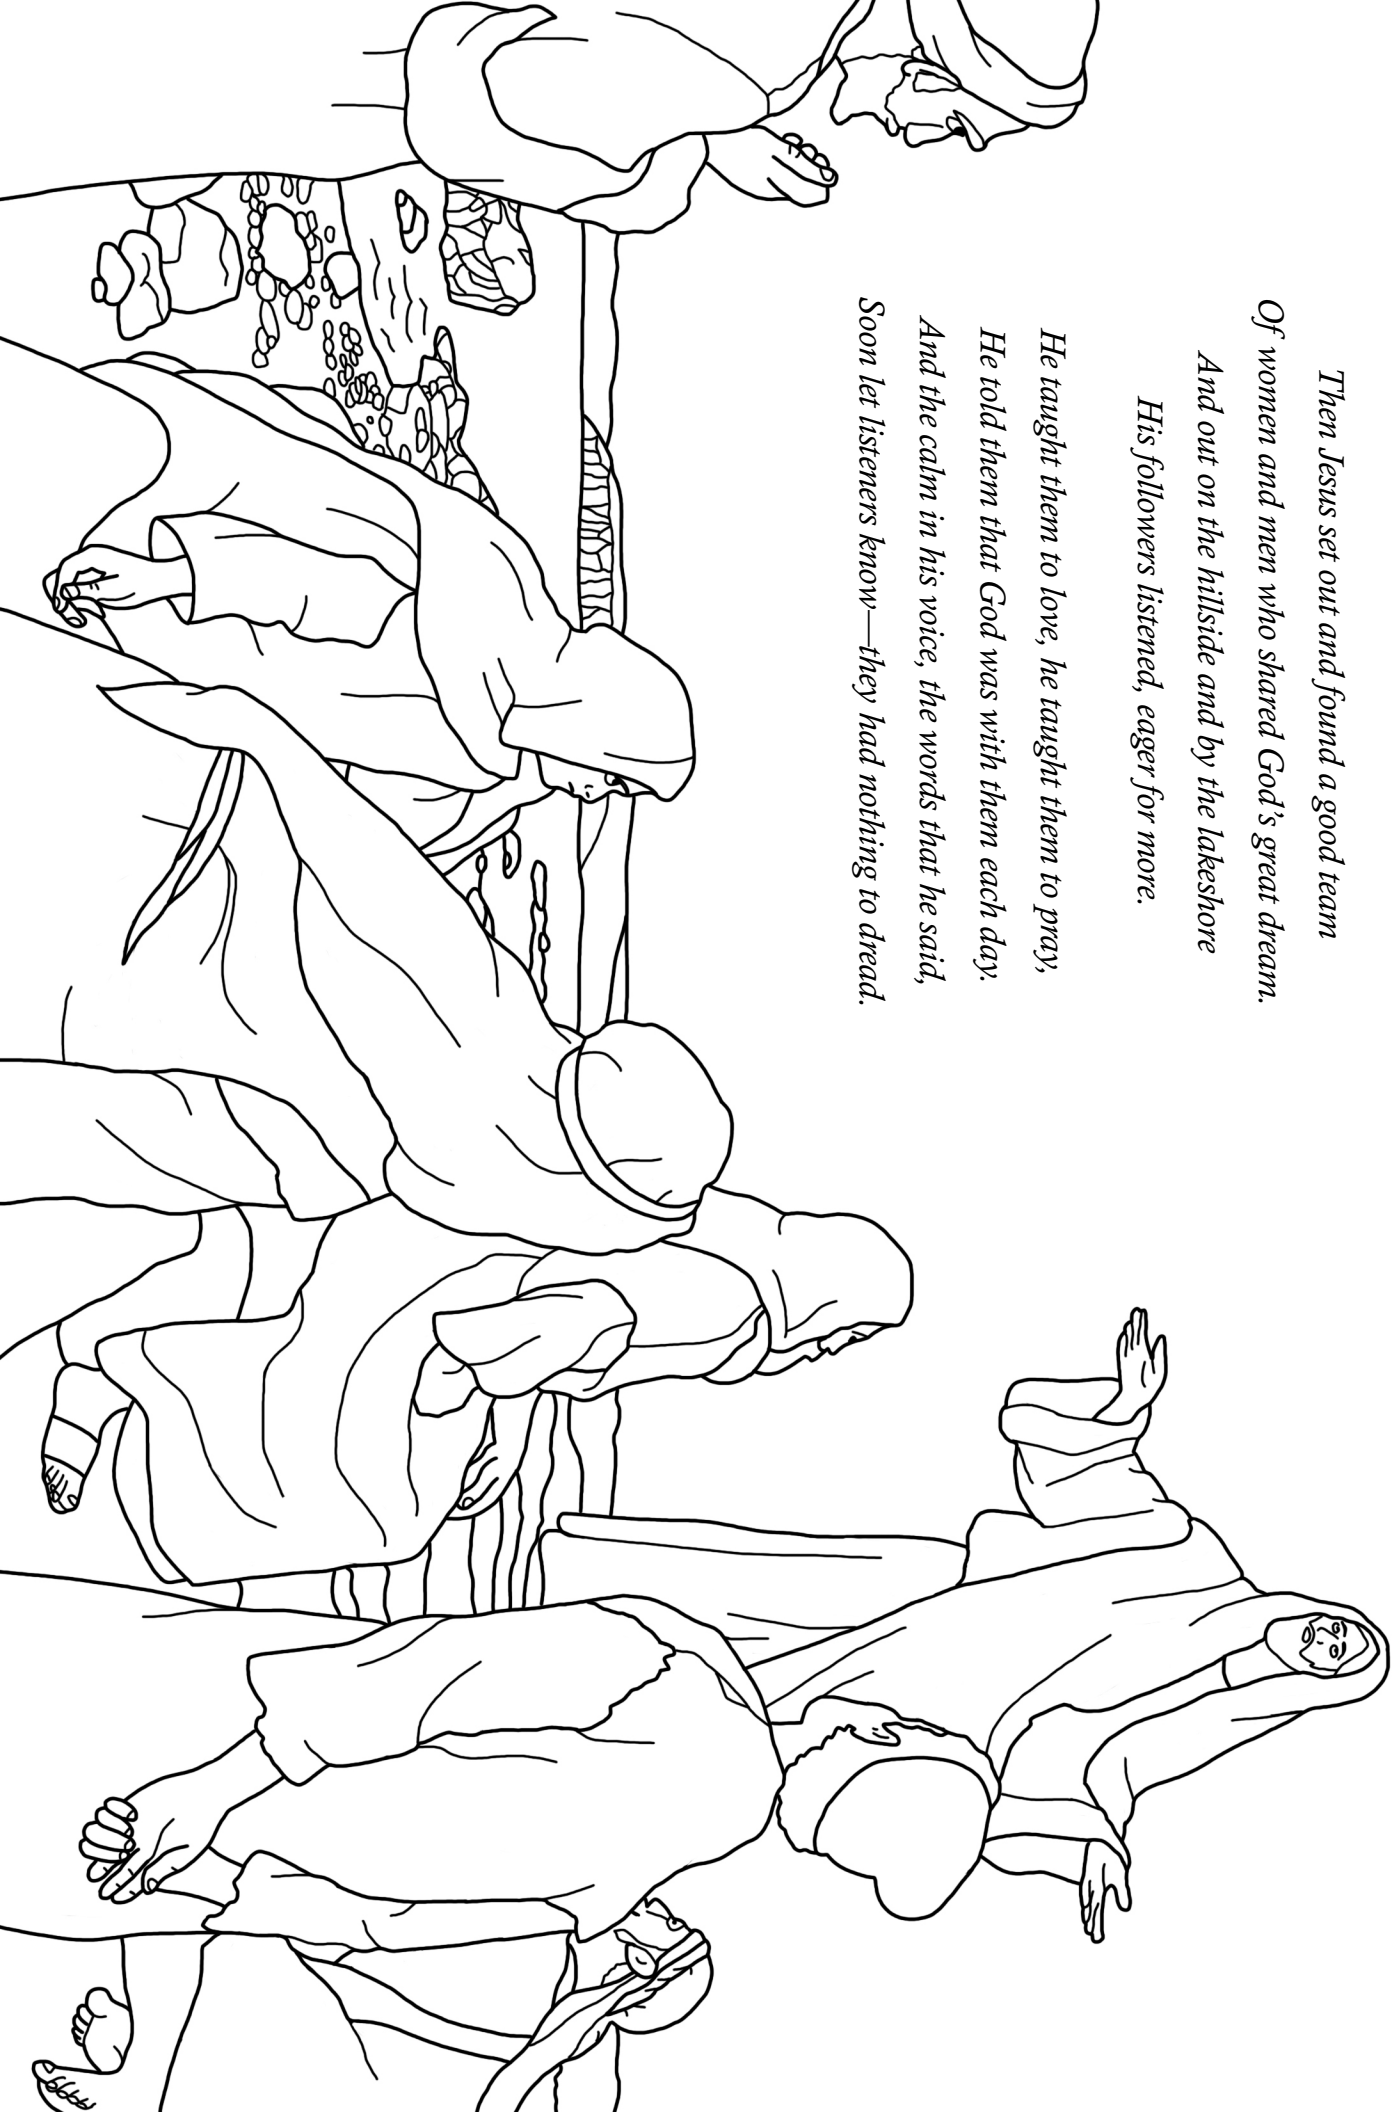 Then Jesus set out and found a good team
Of women and men who shared God's great dream.
And out on the hillside and by the lakeshore
His followers listened, eager for more.
He taught them to love, he taught them to pray,
He told them that God was with them each day.
And the calm in his voice, the words that he said,
Soon let listeners know—they had nothing to dread.